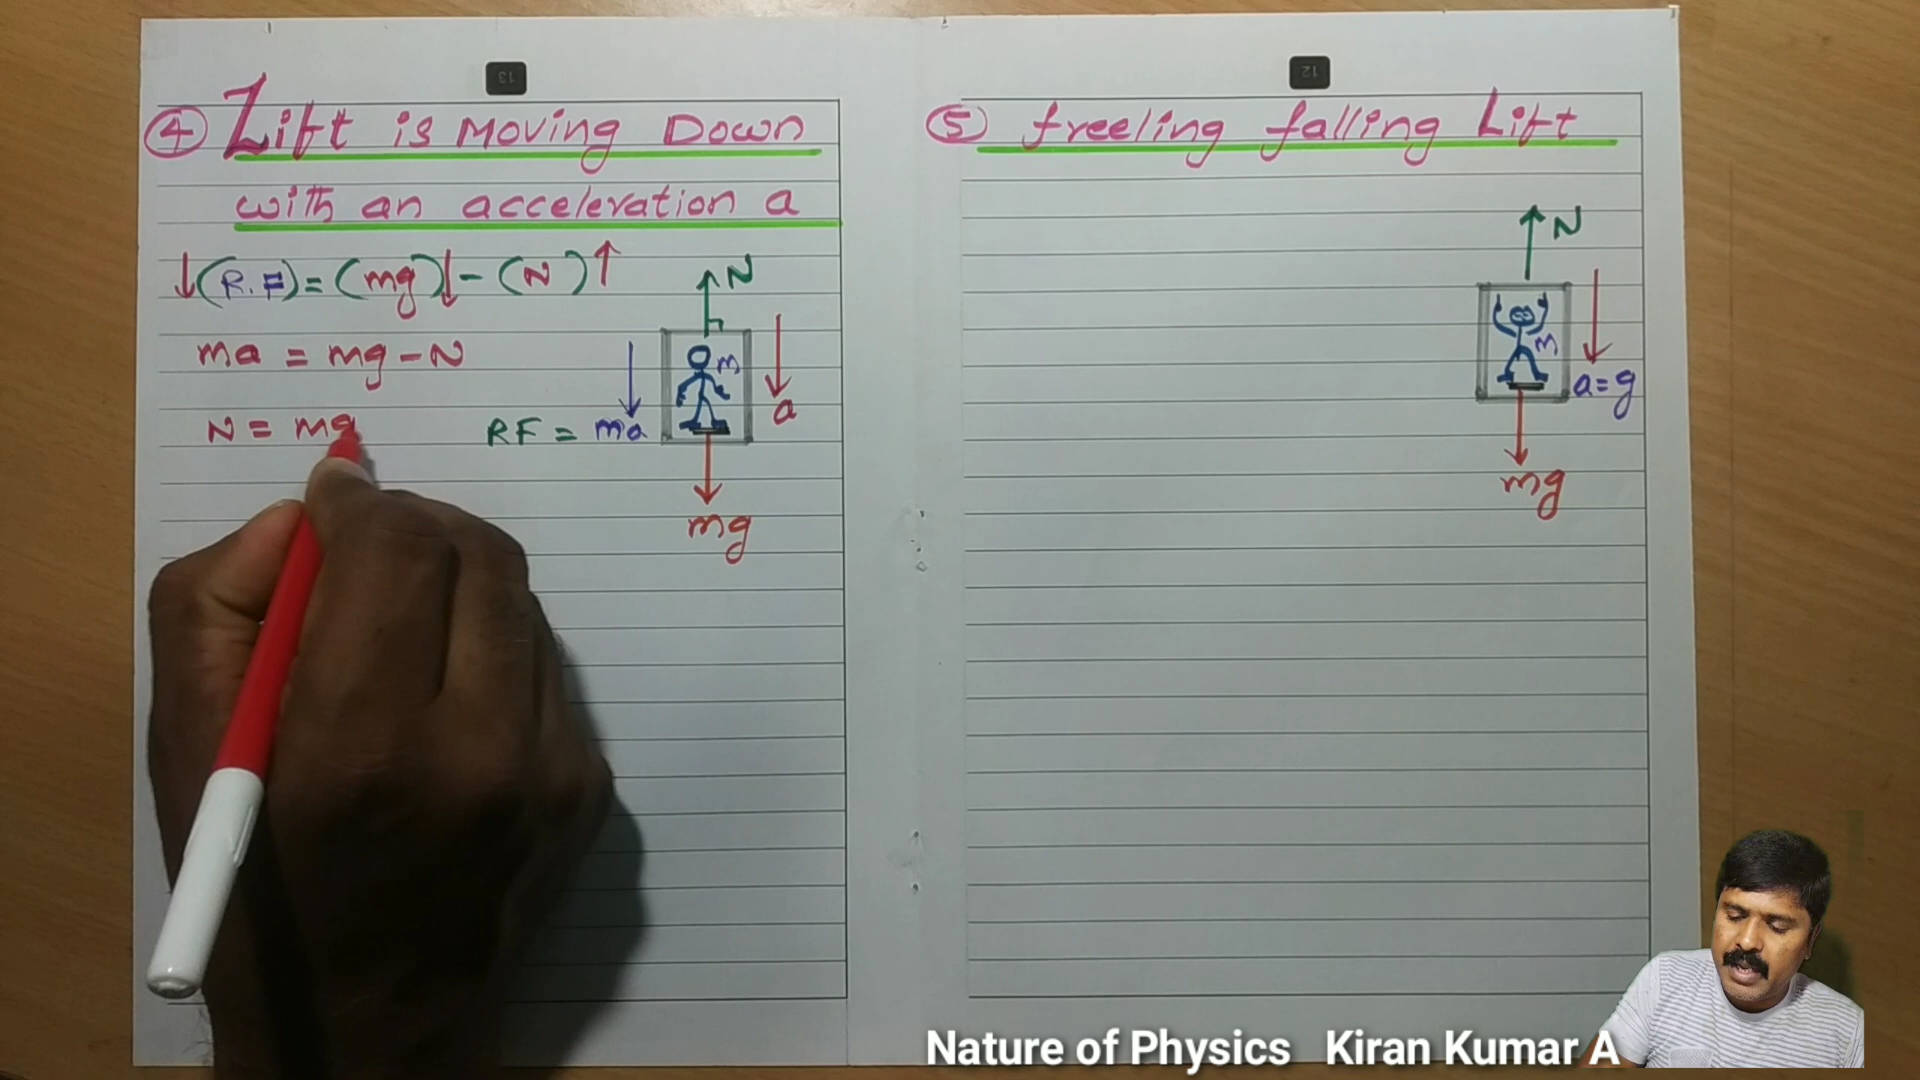 13
④ Lift is Moving Down
with an acceleration a
↓(R.F) = (mg)↓ - (N)↑
N
ma = mg - N
m
a
N = mg
RF = ma
mg
12
⑤ freeling falling Lift
N
m
a = g
mg
Nature of Physics Kiran Kumar A